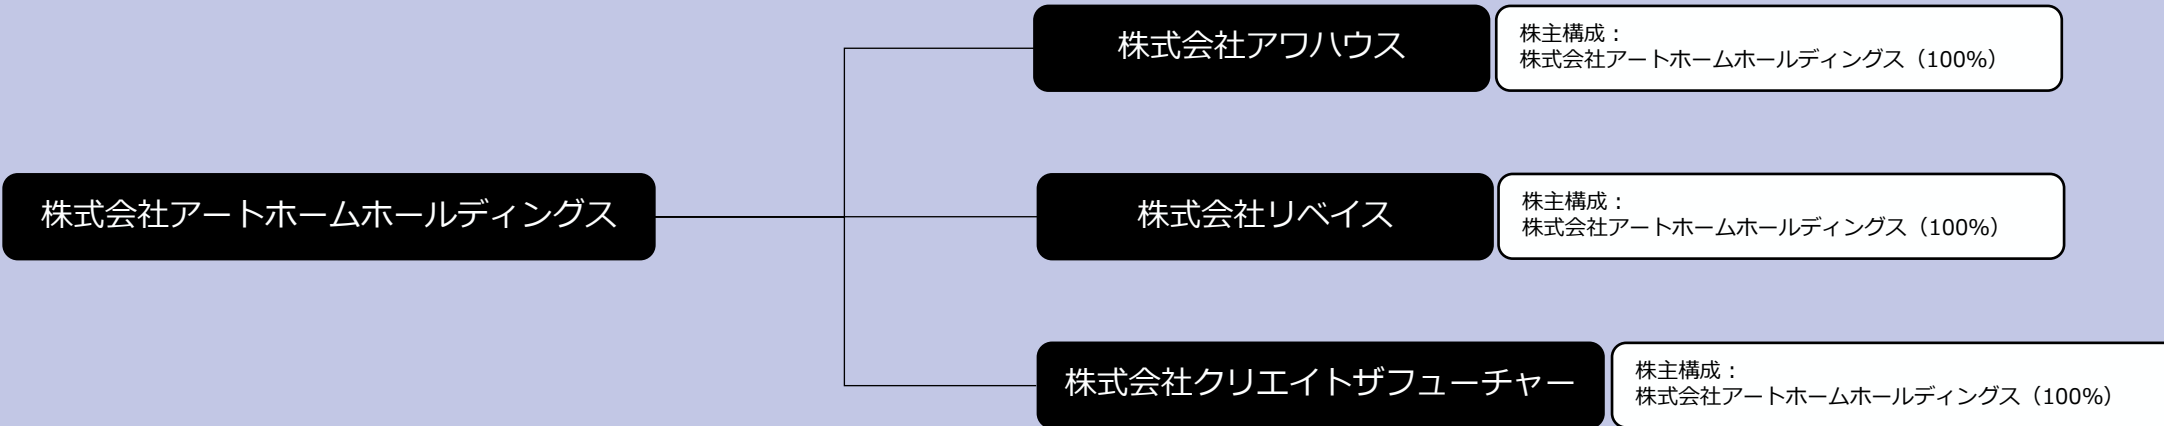 株式会社アワハウス
株主構成：
株式会社アートホームホールディングス（100%）
株式会社アートホームホールディングス
株式会社リベイス
株主構成：
株式会社アートホームホールディングス（100%）
株式会社クリエイトザフューチャー
株主構成：
株式会社アートホームホールディングス（100%）